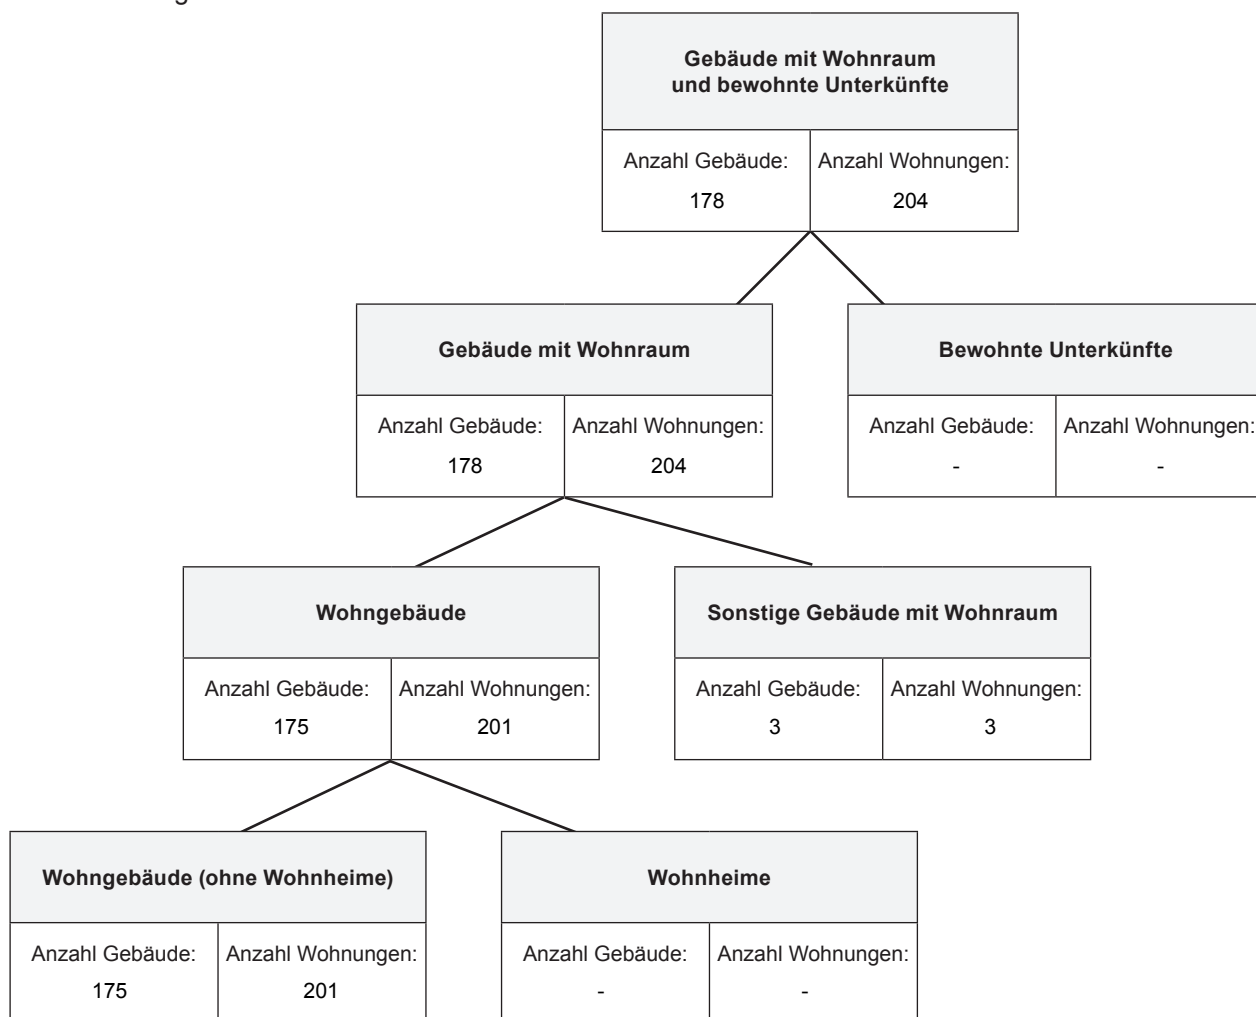 Gebäude mit Wohnraum
und bewohnte Unterkünfte
Anzahl Gebäude: Anzahl Wohnungen:
178 204
Gebäude mit Wohnraum Bewohnte Unterkünfte
Anzahl Gebäude: Anzahl Wohnungen: Anzahl Gebäude: Anzahl Wohnungen:
178 204 - -
Wohngebäude Sonstige Gebäude mit Wohnraum
Anzahl Gebäude: Anzahl Wohnungen: Anzahl Gebäude: Anzahl Wohnungen:
175 201 3 3
Wohngebäude (ohne Wohnheime) Wohnheime
Anzahl Gebäude: Anzahl Wohnungen: Anzahl Gebäude: Anzahl Wohnungen:
175 201 - -